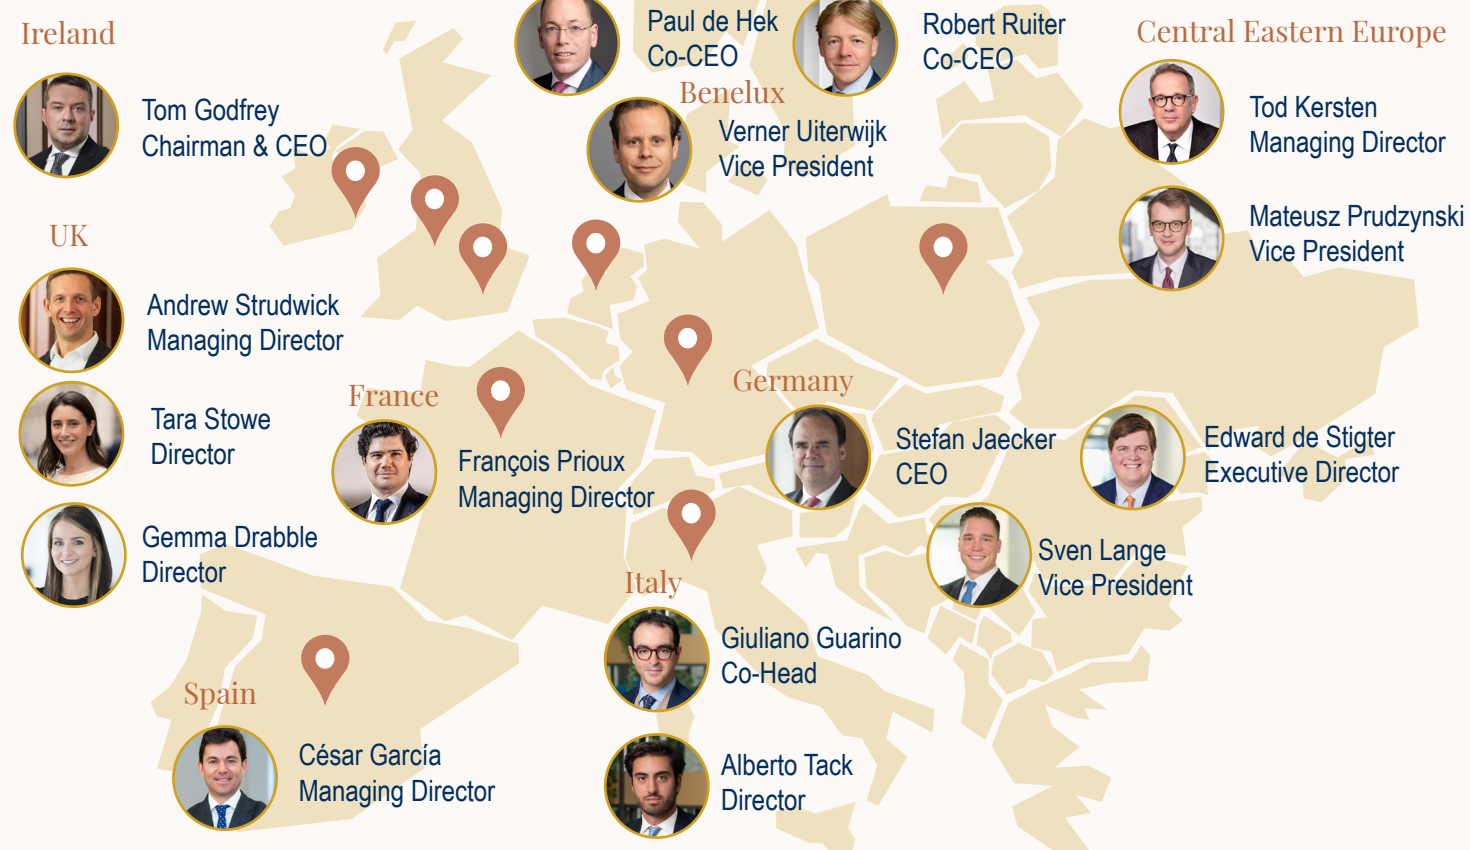 Ireland
Tom Godfrey
Chairman & CEO
UK
Andrew Strudwick
Managing Director
Tara Stowe
Director
Gemma Drabble
Director
Paul de Hek
Co-CEO
Robert Ruiter
Co-CEO
Benelux
Verner Uiterwijk
Vice President
Central Eastern Europe
Tod Kersten
Managing Director
Mateusz Prudzynski
Vice President
France
François Prioux
Managing Director
Germany
Stefan Jaecker
CEO
Edward de Stigter
Executive Director
Sven Lange
Vice President
Italy
Giuliano Guarino
Co-Head
Alberto Tack
Director
Spain
César García
Managing Director